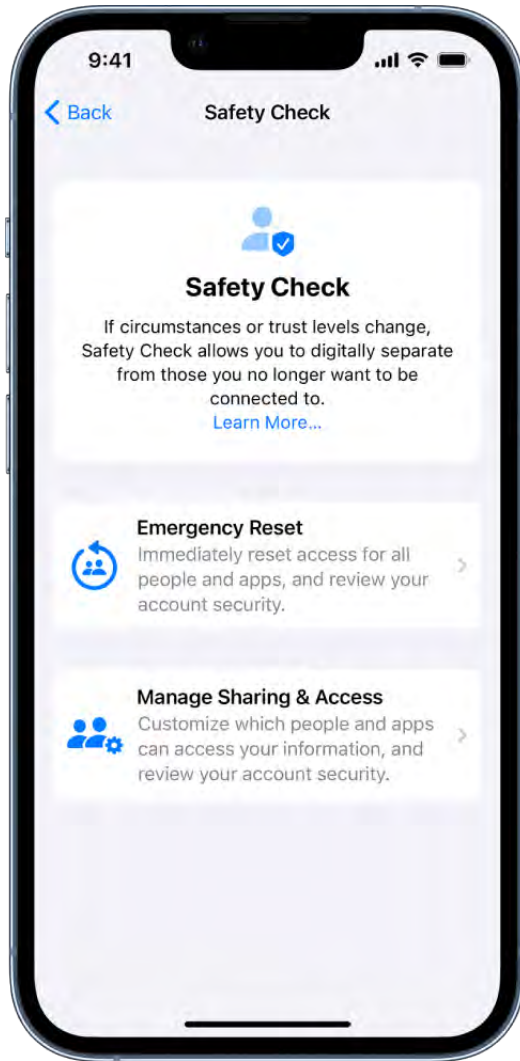 9:41
Back
Safety Check
Safety Check
If circumstances or trust levels change,
Safety Check allows you to digitally separate
from those you no longer want to be
connected to.
Learn More...
Emergency Reset
Immediately reset access for all
people and apps, and review your
account security.
Manage Sharing & Access
Customize which people and apps
can access your information, and
review your account security.